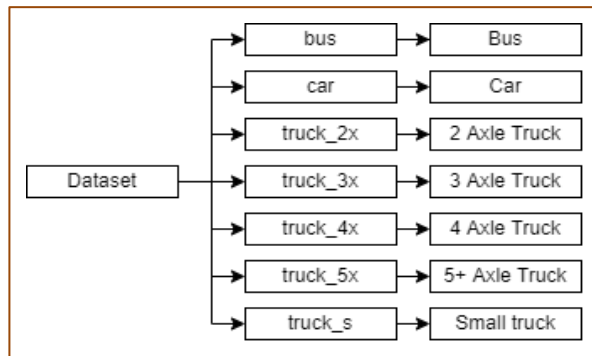 bus Bus
car Car
truck_2x 2 Axle Truck
Dataset truck_3x 3 Axle Truck
truck_4x 4 Axle Truck
truck_5x 5+ Axle Truck
truck_s Small truck